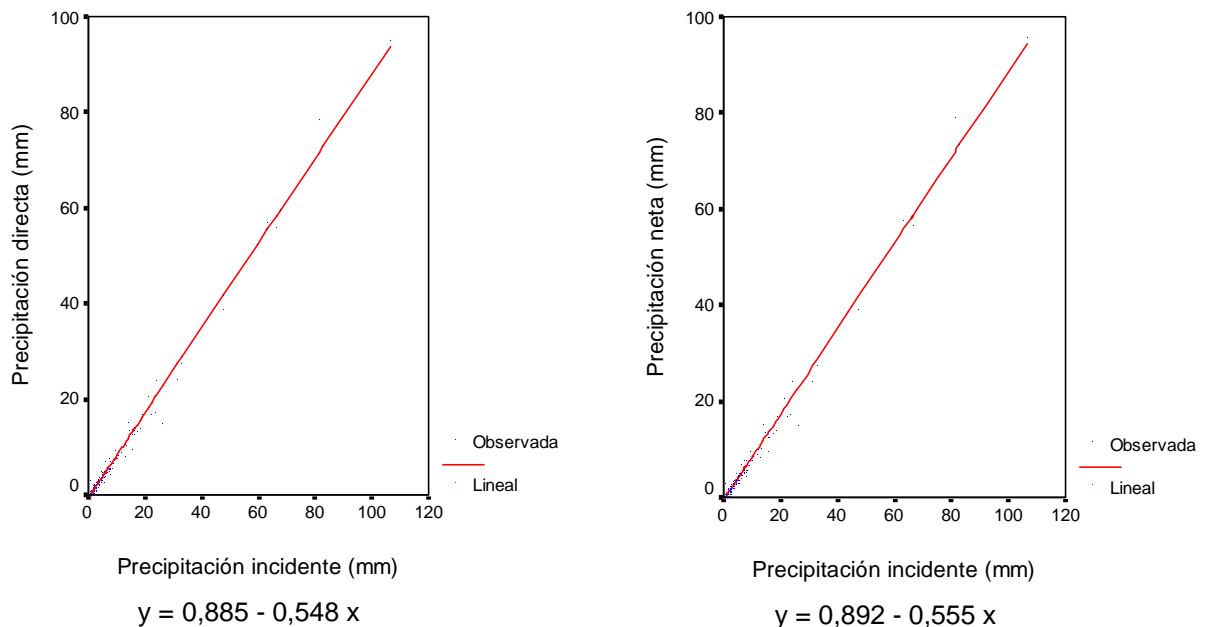 100
80
60
40
20
0
Precipitación directa (mm)
0 20 40 60 80 100 120
Precipitación incidente (mm)
Observada
Lineal
y = 0,885 - 0,548 x
100
80
60
40
20
0
Precipitación neta (mm)
0 20 40 60 80 100 120
Precipitación incidente (mm)
Observada
Lineal
y = 0,892 - 0,555 x